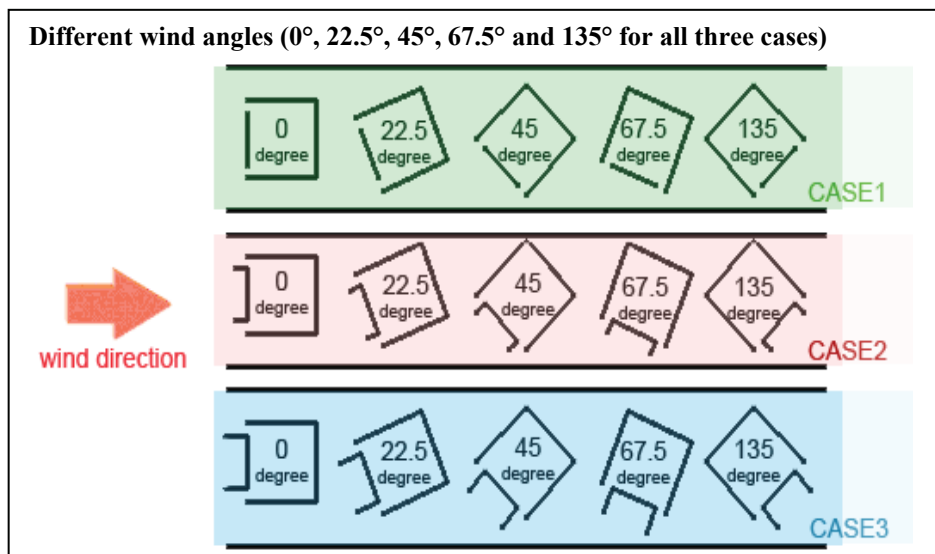 Different wind angles (0°, 22.5°, 45°, 67.5° and 135° for all three cases)
0 degree
22.5 degree
45 degree
67.5 degree
135 degree
CASE1
wind direction
0 degree
22.5 degree
45 degree
67.5 degree
135 degree
CASE2
0 degree
22.5 degree
45 degree
67.5 degree
135 degree
CASE3